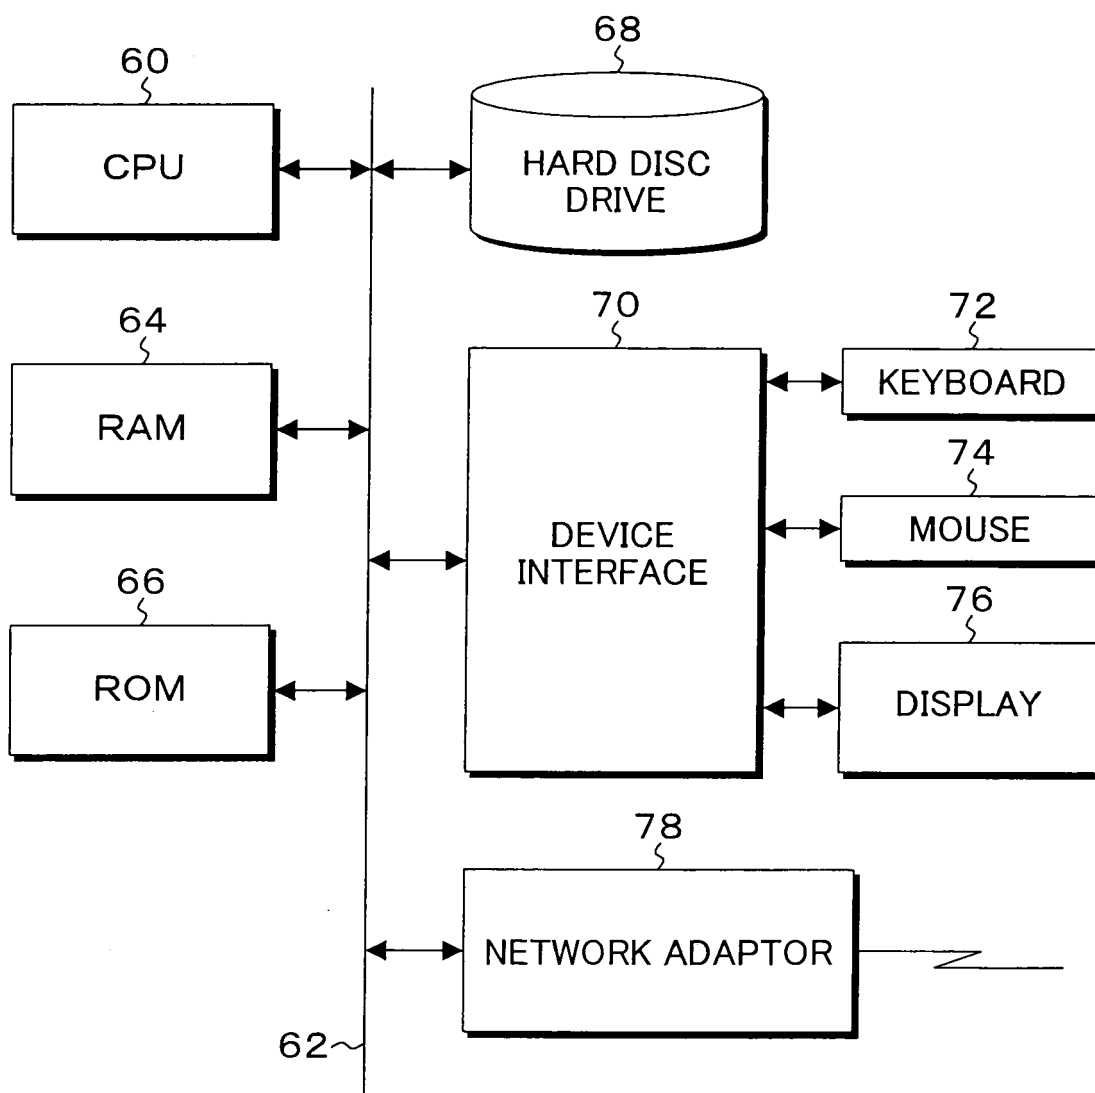 60
CPU
68
HARD DISC
DRIVE
64
RAM
70
DEVICE
INTERFACE
72
KEYBOARD
74
MOUSE
66
ROM
76
DISPLAY
78
NETWORK ADAPTOR
62